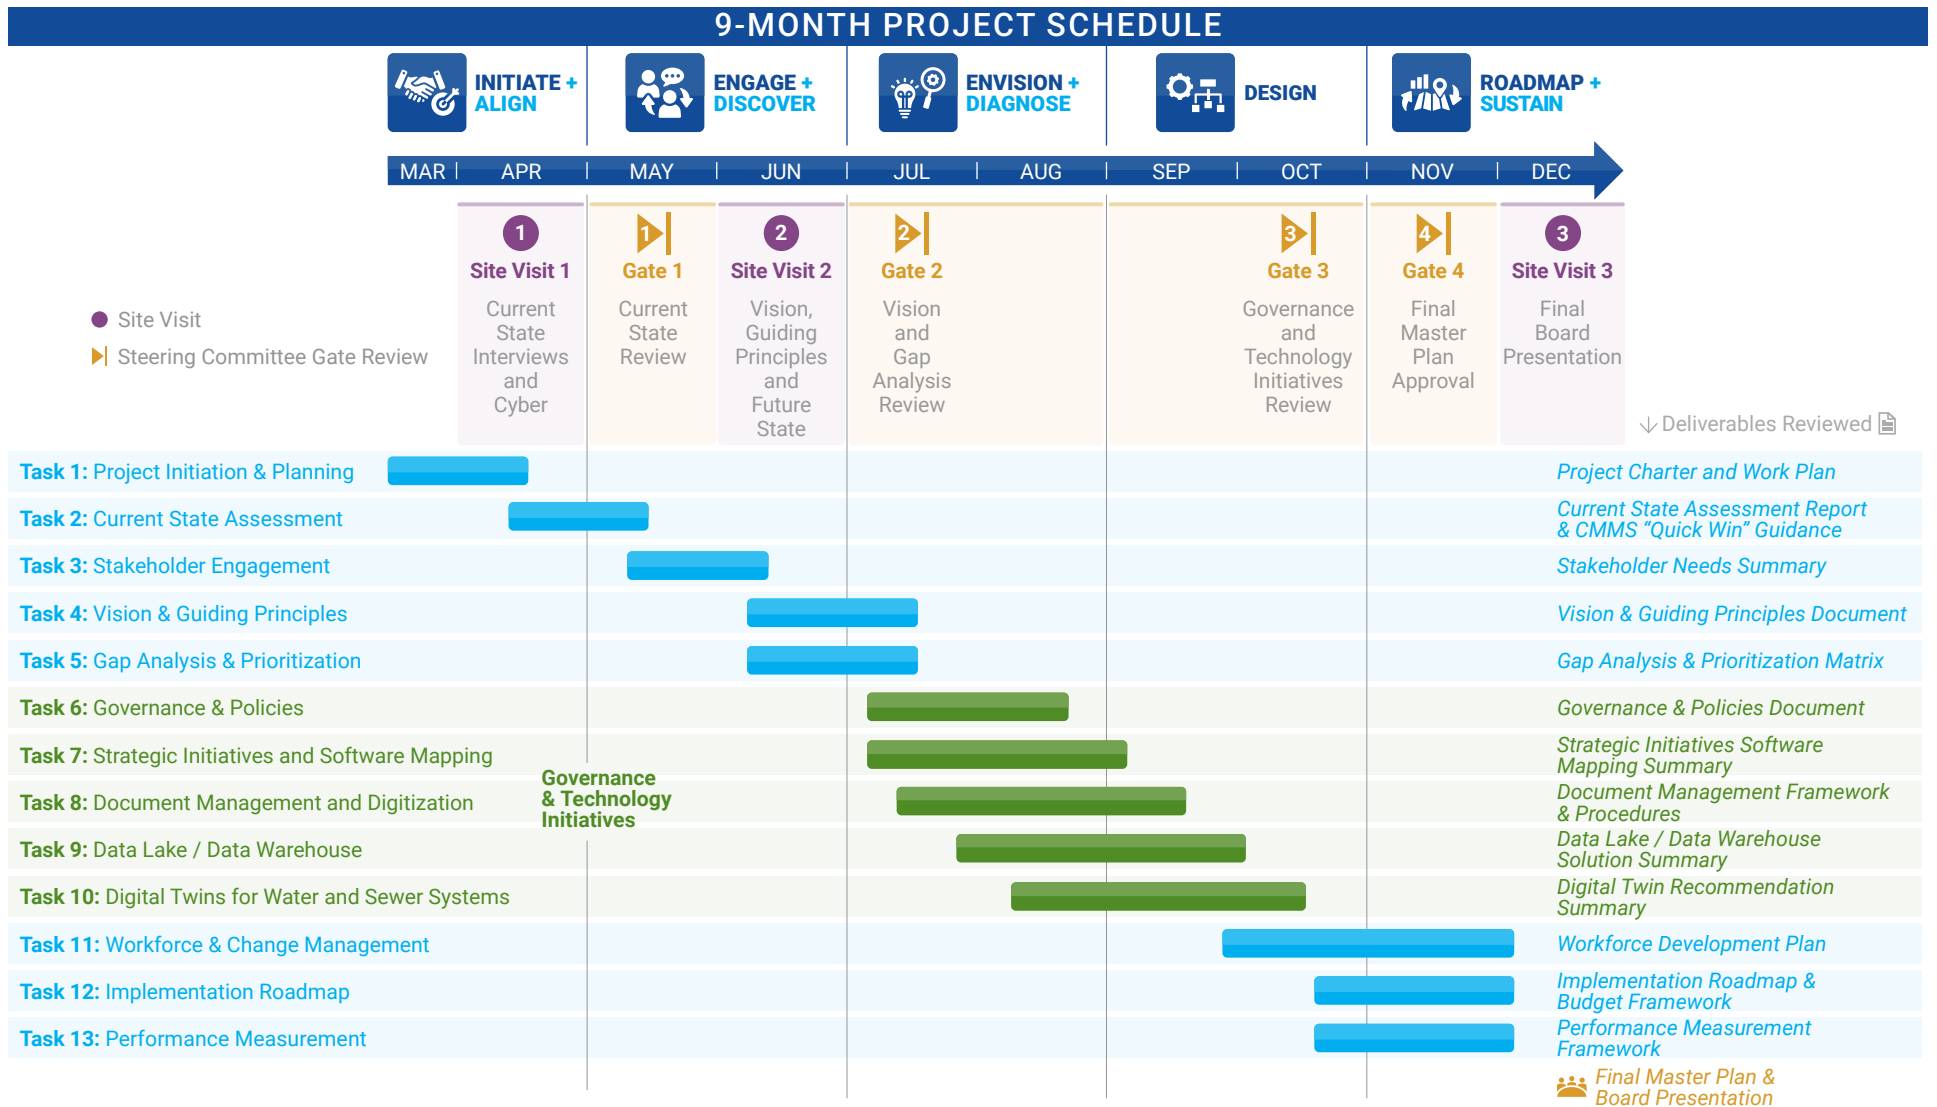 9-MONTH PROJECT SCHEDULE
INITIATE +
ALIGN
ENGAGE +
DISCOVER
ENVISION +
DIAGNOSE
DESIGN
ROADMAP +
SUSTAIN
MAR | APR | MAY | JUN | JUL | AUG | SEP | OCT | NOV | DEC
1
Site Visit 1
Current
State
Interviews
and
Cyber
1
Gate 1
Current
State
Review
2
Site Visit 2
Vision,
Guiding
Principles
and
Future
State
2
Gate 2
Vision
and
Gap
Analysis
Review
3
Gate 3
Governance
and
Technology
Initiatives
Review
4
Gate 4
Final
Master
Plan
Approval
3
Site Visit 3
Final
Board
Presentation
Site Visit
Steering Committee Gate Review
↓ Deliverables Reviewed
Task 1: Project Initiation & Planning
Project Charter and Work Plan
Task 2: Current State Assessment
Current State Assessment Report
& CMMS “Quick Win” Guidance
Task 3: Stakeholder Engagement
Stakeholder Needs Summary
Task 4: Vision & Guiding Principles
Vision & Guiding Principles Document
Task 5: Gap Analysis & Prioritization
Gap Analysis & Prioritization Matrix
Task 6: Governance & Policies
Governance & Policies Document
Task 7: Strategic Initiatives and Software Mapping
Strategic Initiatives Software
Mapping Summary
Governance
& Technology
Initiatives
Task 8: Document Management and Digitization
Document Management Framework
& Procedures
Task 9: Data Lake / Data Warehouse
Data Lake / Data Warehouse
Solution Summary
Task 10: Digital Twins for Water and Sewer Systems
Digital Twin Recommendation
Summary
Task 11: Workforce & Change Management
Workforce Development Plan
Task 12: Implementation Roadmap
Implementation Roadmap &
Budget Framework
Task 13: Performance Measurement
Performance Measurement
Framework
Final Master Plan &
Board Presentation